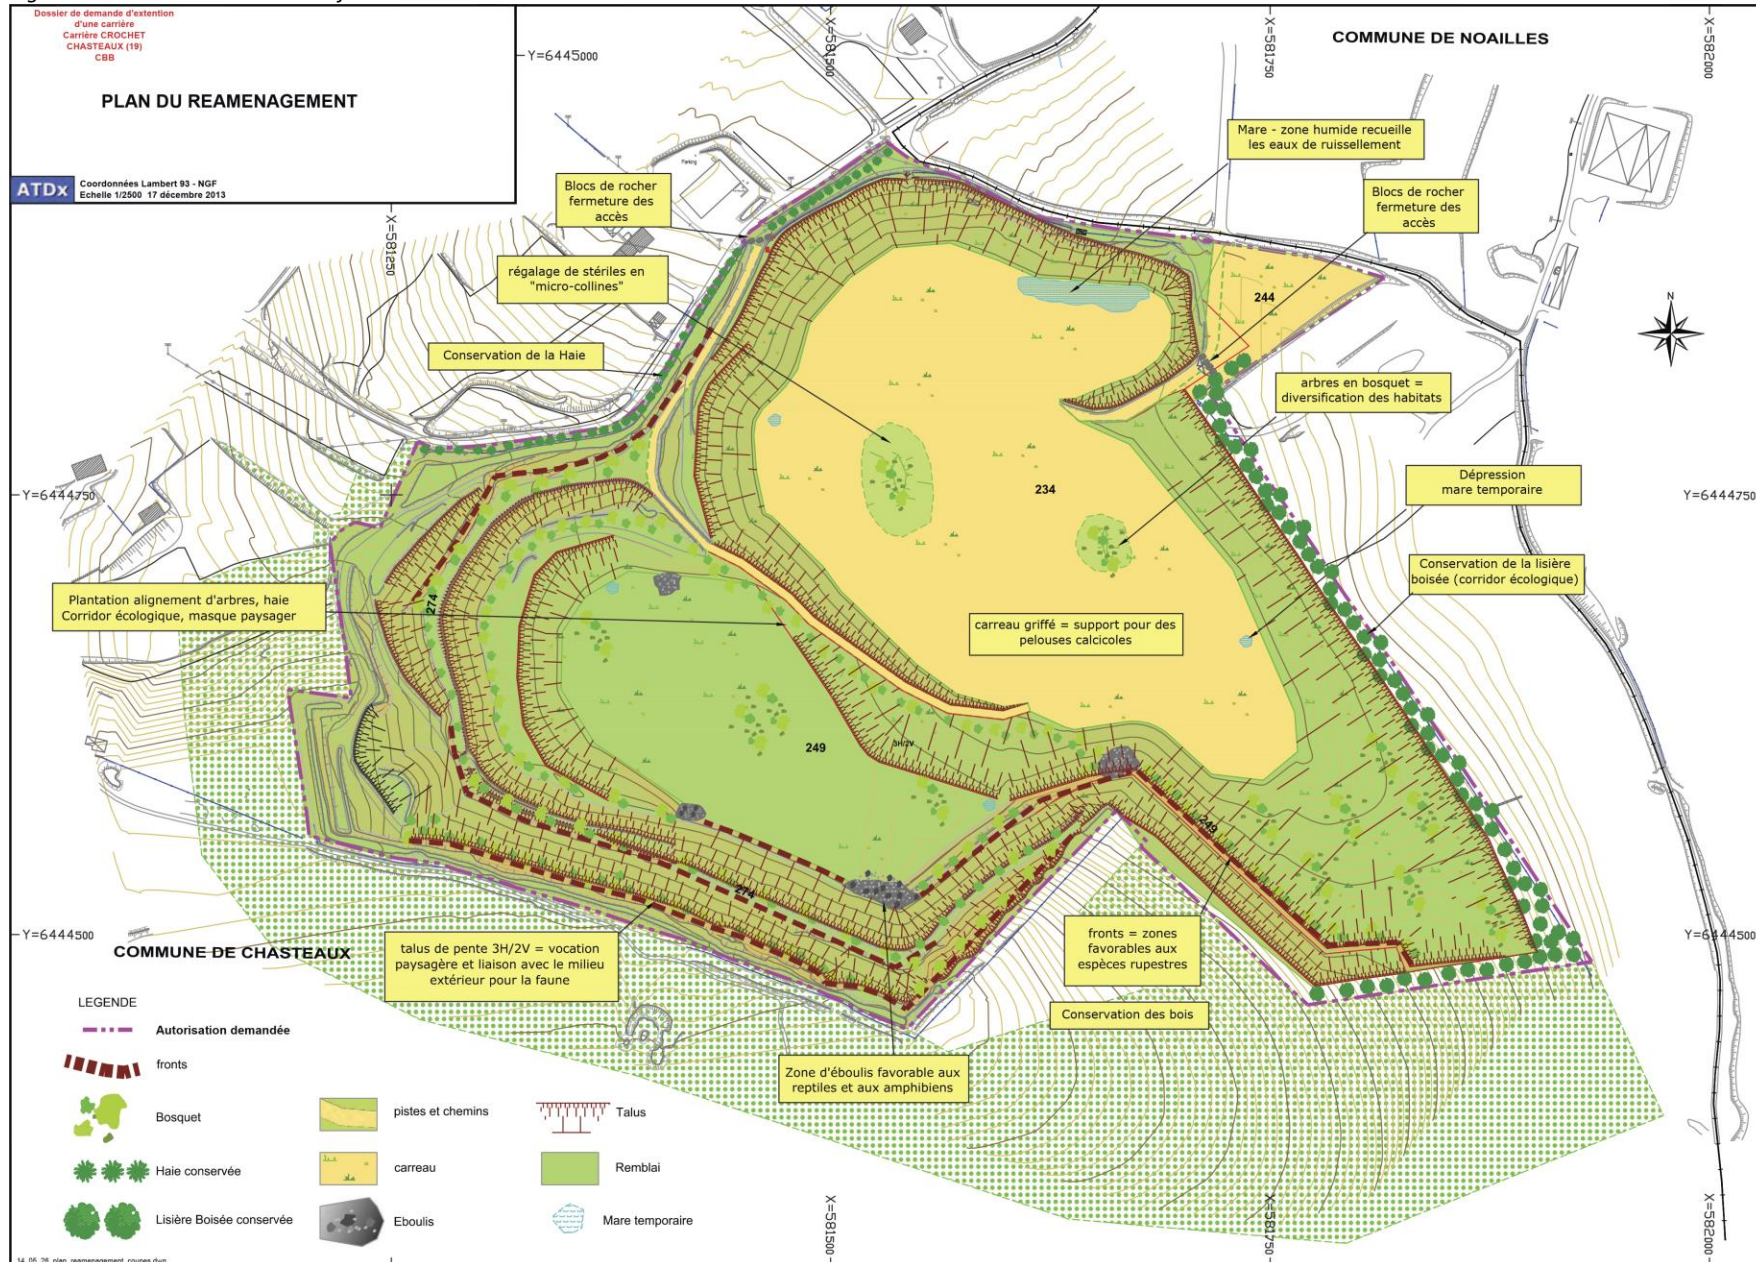 Dossier de demande d'extention
d'une carrière
Carrière CROCHET
CHASTEAUX (19)
CBB
PLAN DU REAMENAGEMENT
ATDx
Coordonnées Lambert 93 - NGF
Echelle 1/2500 17 décembre 2013
Y=6445000
X=581500
X=581750
X=582000
COMMUNE DE NOAILLES
X=581250
Parking
Mare - zone humide recueille
les eaux de ruissellement
Blocs de rocher
fermeture des
accès
Blocs de rocher
fermeture des
accès
régalage de stériles en
"micro-collines"
244
N
Conservation de la Haie
arbres en bosquet =
diversification des habitats
Y=6444750
234
Dépression
mare temporaire
Y=6444750
Conservation de la lisière
boisée (corridor écologique)
Plantation alignement d'arbres, haie
Corridor écologique, masque paysager
274
carreau griffé = support pour des
pelouses calcicoles
249
3H/2V
249
274
Y=6444500
COMMUNE DE CHASTEAUX
talus de pente 3H/2V = vocation
paysagère et liaison avec le milieu
extérieur pour la faune
fronts = zones
favorables aux
espèces rupestres
Y=6444500
Conservation des bois
Zone d'éboulis favorable aux
reptiles et aux amphibiens
LEGENDE
Autorisation demandée
fronts
Bosquet
pistes et chemins
Talus
Haie conservée
carreau
Remblai
Lisière Boisée conservée
Eboulis
Mare temporaire
X=581500
X=581750
X=582000
14_05_26_plan_reamenagement_coupes.dwg